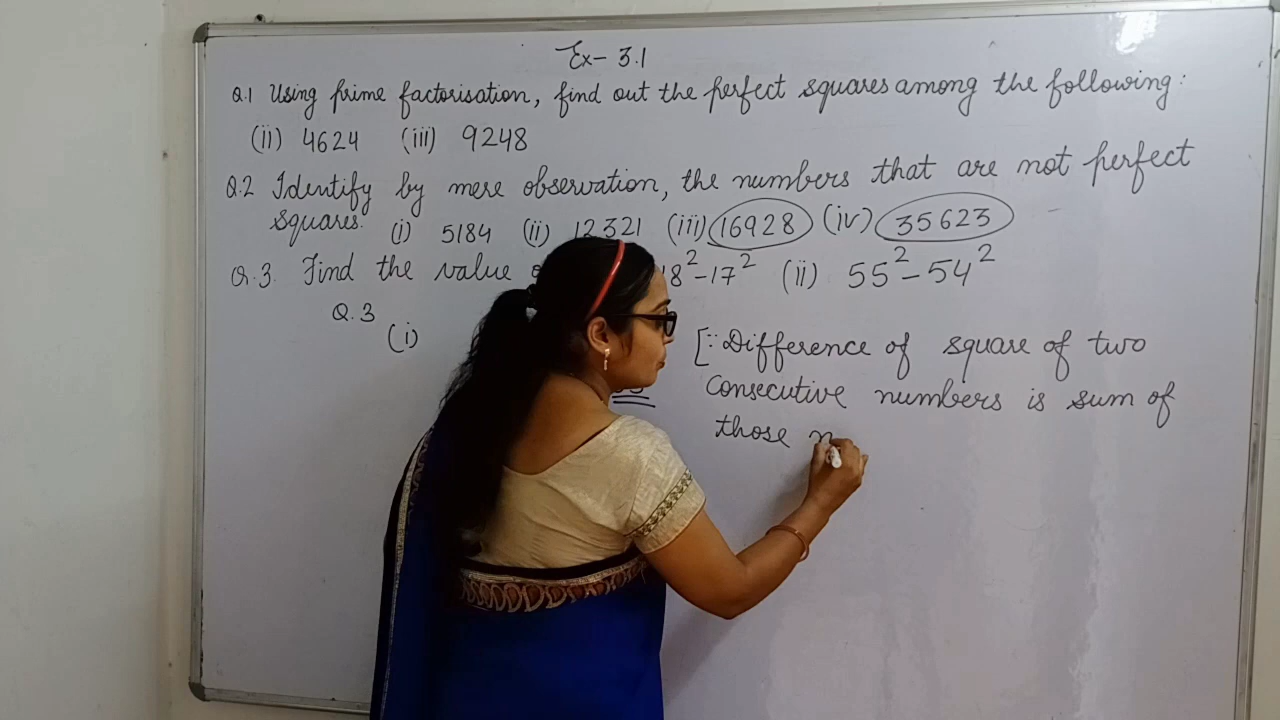 Ex- 3.1
Q.1 Using prime factorisation, find out the perfect squares among the following:
(ii) 4624 (iii) 9248
Q.2 Identify by mere observation, the numbers that are not perfect
squares. (i) 5184 (ii) 12321 (iii) 16928 (iv) 35623
Q.3. Find the value 18²-17² (ii) 55²-54²
Q.3
(i)
[∵ Difference of square of two
consecutive numbers is sum of
those n